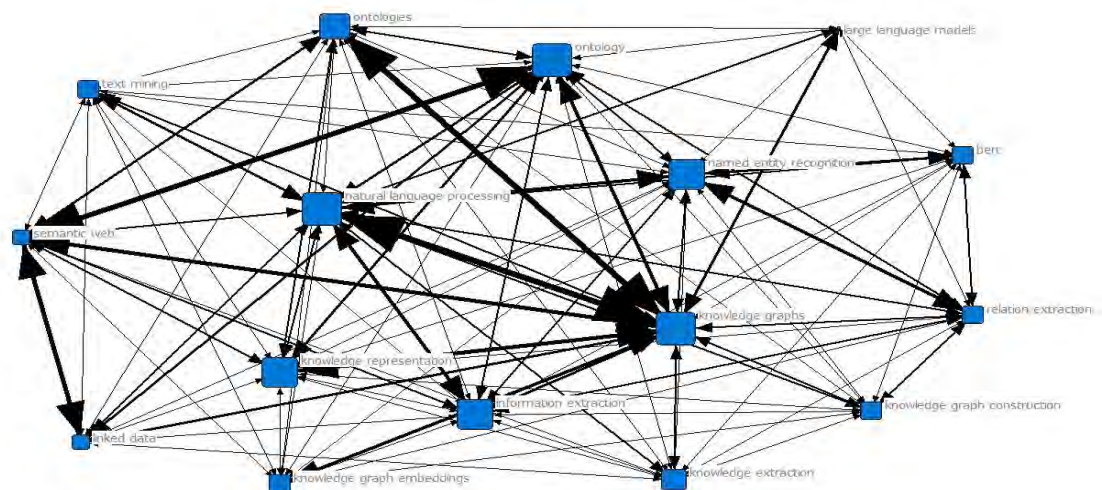 ontologies
large language models
ontology
text mining
bert
named entity recognition
natural language processing
semantic web
relation extraction
knowledge graphs
knowledge representation
information extraction
knowledge graph construction
linked data
knowledge extraction
knowledge graph embeddings